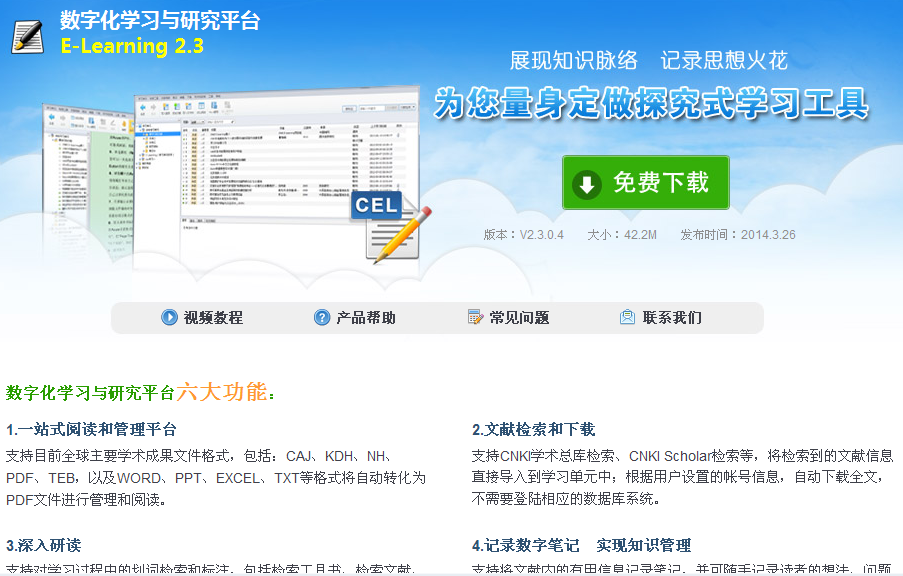 数字化学习与研究平台
E-Learning 2.3
展现知识脉络 记录思想火花
为您量身定做探究式学习工具
CEL
免费下载
版本：V2.3.0.4 大小：42.2M 发布时间：2014.3.26
视频教程 产品帮助 常见问题 联系我们
数字化学习与研究平台六大功能：
1.一站式阅读和管理平台
支持目前全球主要学术成果文件格式，包括：CAJ、KDH、NH、
PDF、TEB，以及WORD、PPT、EXCEL、TXT等格式将自动转化为
PDF文件进行管理和阅读。
2.文献检索和下载
支持CNKI学术总库检索、CNKI Scholar检索等，将检索到的文献信息
直接导入到学习单元中；根据用户设置的帐号信息，自动下载全文，
不需要登陆相应的数据库系统。
3.深入研读
支持对学习过程中的划词检索和标注，包括检索工具书、检索文献、
4.记录数字笔记 实现知识管理
支持将文献内的有用信息记录笔记，并可随手记录读者的想法、问题